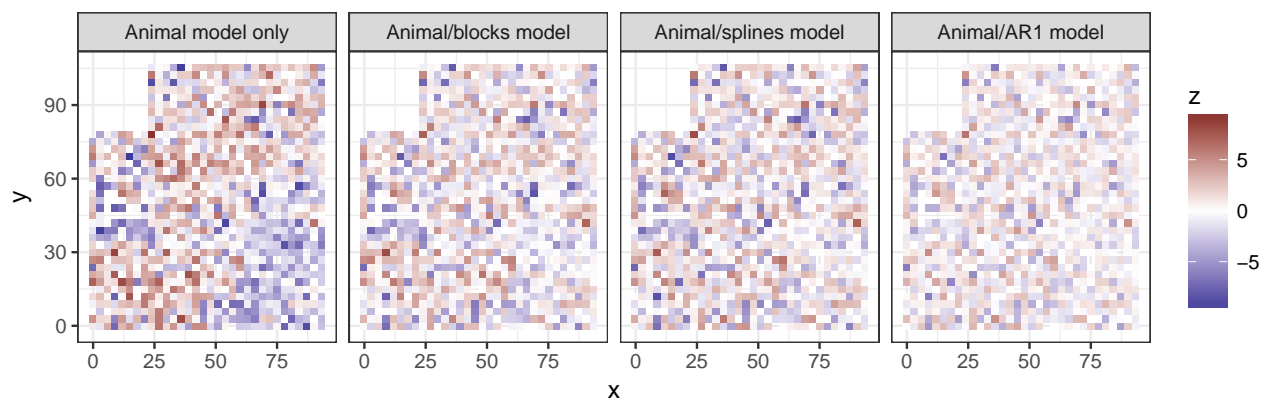 Animal model only
Animal/blocks model
Animal/splines model
Animal/AR1 model
z
90
60
30
0
y
5
0
−5
0 25 50 75
0 25 50 75
0 25 50 75
0 25 50 75
x